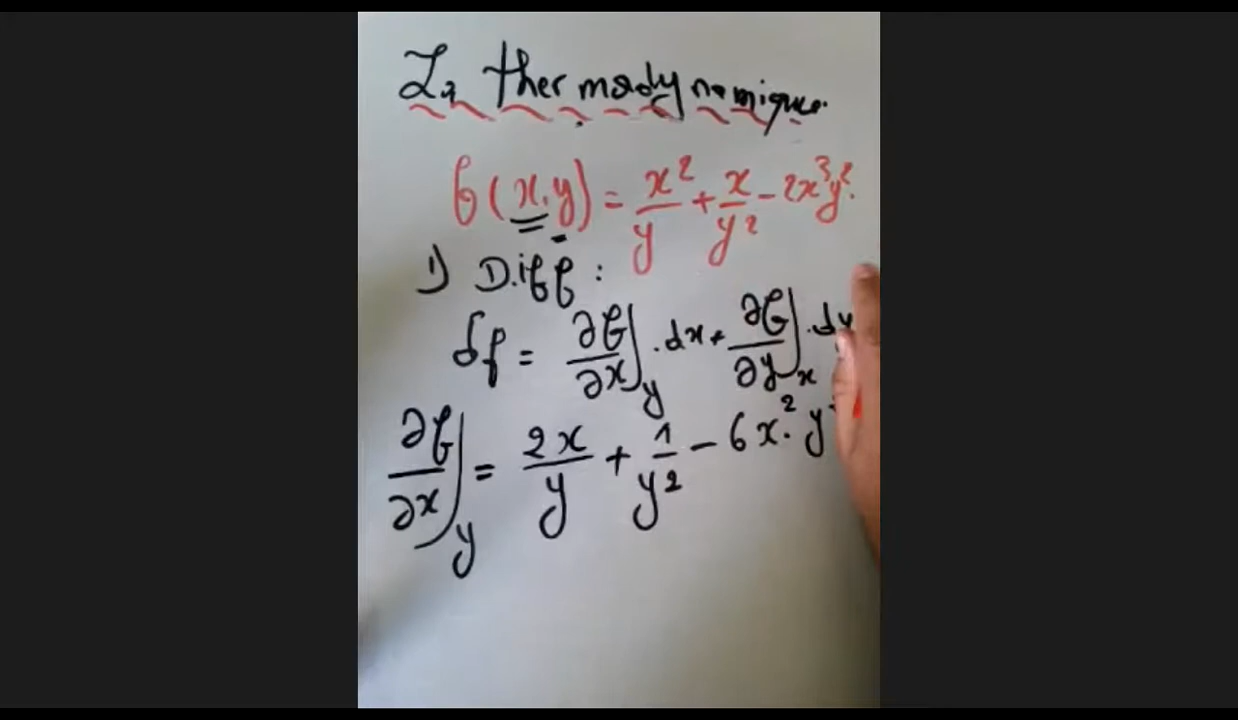 La thermodynamique
f(x,y) = x²/y + x/y² - 2x³y².
1) Diff :
df = ∂f/∂x)y . dx + ∂f/∂y)x . dy
∂f/∂x)y = 2x/y + 1/y² - 6x².y